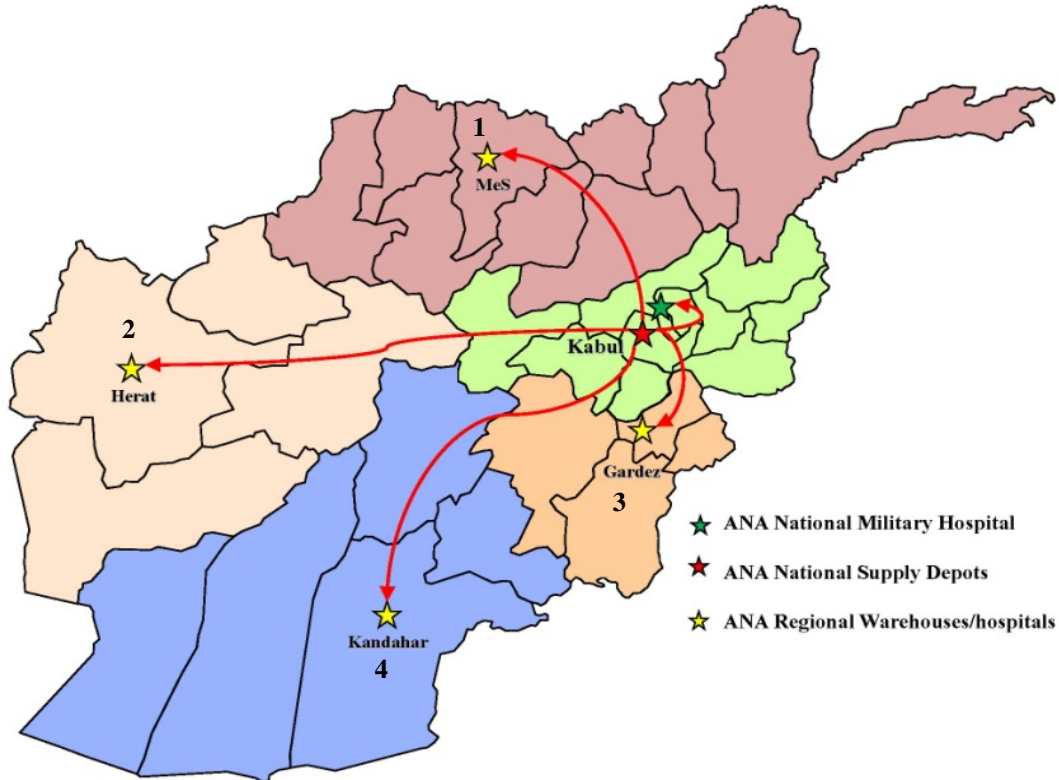 1
MeS
2
Herat
Kabul
Gardez
3
Kandahar
4
ANA National Military Hospital
ANA National Supply Depots
ANA Regional Warehouses/hospitals